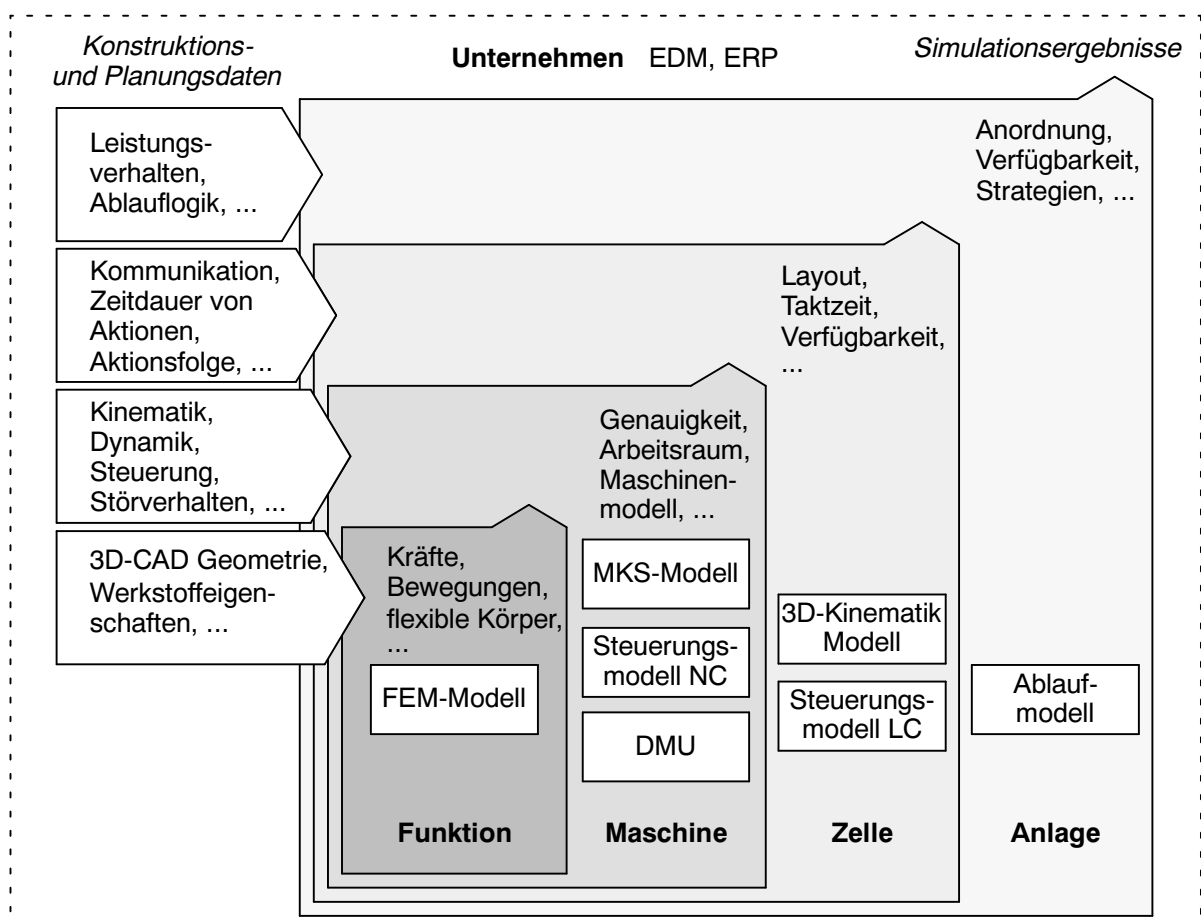 Konstruktions-
und Planungsdaten
Unternehmen EDM, ERP
Simulationsergebnisse
Leistungs-
verhalten,
Ablauflogik, ...
Anordnung,
Verfügbarkeit,
Strategien, ...
Kommunikation,
Zeitdauer von
Aktionen,
Aktionsfolge, ...
Layout,
Taktzeit,
Verfügbarkeit,
...
Kinematik,
Dynamik,
Steuerung,
Störverhalten, ...
Genauigkeit,
Arbeitsraum,
Maschinen-
modell, ...
3D-CAD Geometrie,
Werkstoffeigen-
schaften, ...
Kräfte,
Bewegungen,
flexible Körper,
...
FEM-Modell
MKS-Modell
Steuerungs-
modell NC
DMU
3D-Kinematik
Modell
Steuerungs-
modell LC
Ablauf-
modell
Funktion
Maschine
Zelle
Anlage